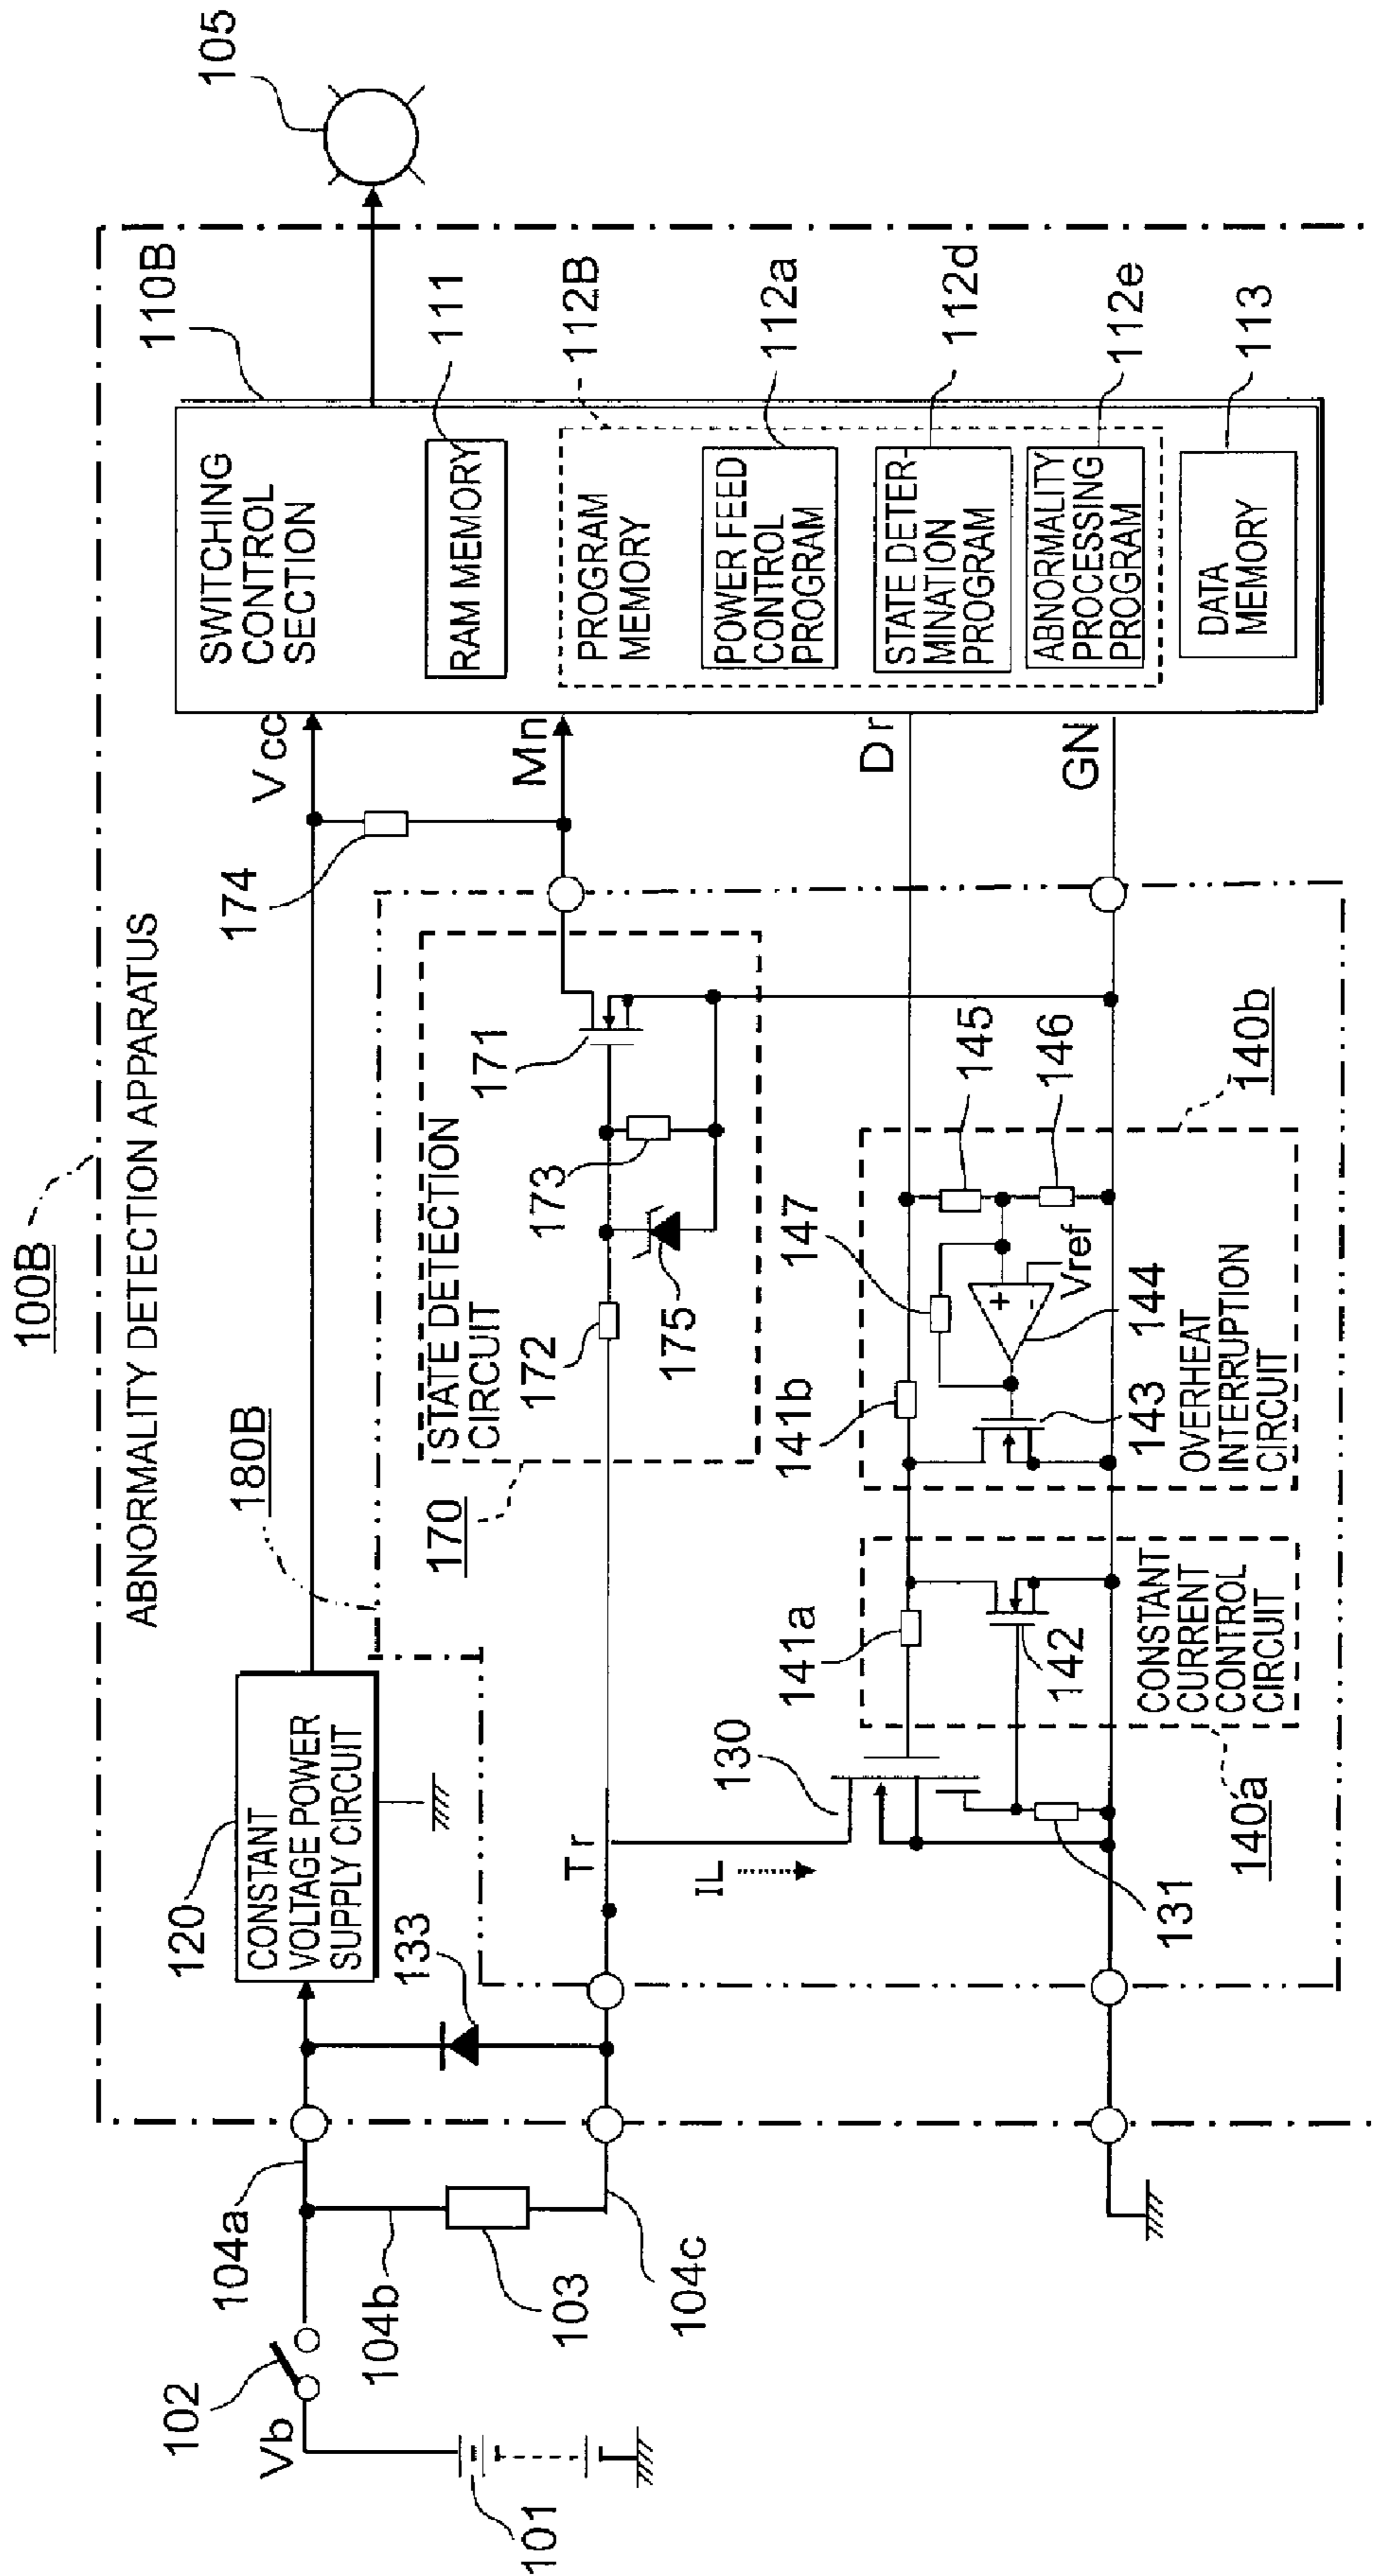 100B
ABNORMALITY DETECTION APPARATUS
105
110B
SWITCHING
CONTROL
SECTION
111
RAM MEMORY
112B
PROGRAM
MEMORY
112a
POWER FEED
CONTROL
PROGRAM
112d
STATE DETER-
MINATION
PROGRAM
112e
ABNORMALITY
PROCESSING
PROGRAM
113
DATA
MEMORY
Vcc
Mn
Dr
GN
174
120
CONSTANT
VOLTAGE POWER
SUPPLY CIRCUIT
180B
133
104a
104b
103
104c
102
Vb
101
170
STATE DETECTION
CIRCUIT
171
172
173
175
Tr
IL
130
131
141a
142
CONSTANT
CURRENT
CONTROL
CIRCUIT
140a
141b
147
145
146
+
-
Vref
144
143
OVERHEAT
INTERRUPTION
CIRCUIT
140b